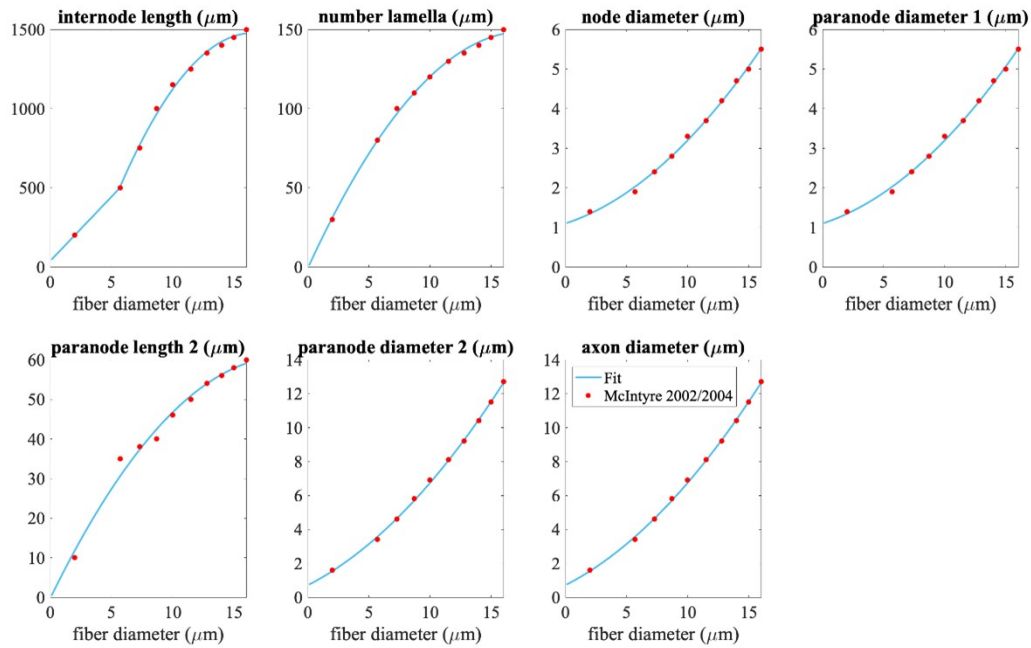 internode length (μm)
1500
1000
500
0
0 5 10 15
fiber diameter (μm)
number lamella
150
100
50
0
0 5 10 15
fiber diameter (μm)
node diameter (μm)
6
5
4
3
2
1
0
0 5 10 15
fiber diameter (μm)
paranode diameter 1 (μm)
6
5
4
3
2
1
0
0 5 10 15
fiber diameter (μm)
paranode length 2 (μm)
60
50
40
30
20
10
0
0 5 10 15
fiber diameter (μm)
paranode diameter 2 (μm)
14
12
10
8
6
4
2
0
0 5 10 15
fiber diameter (μm)
axon diameter (μm)
14
12
10
8
6
4
2
0
Fit
McIntyre 2002/2004
0 5 10 15
fiber diameter (μm)